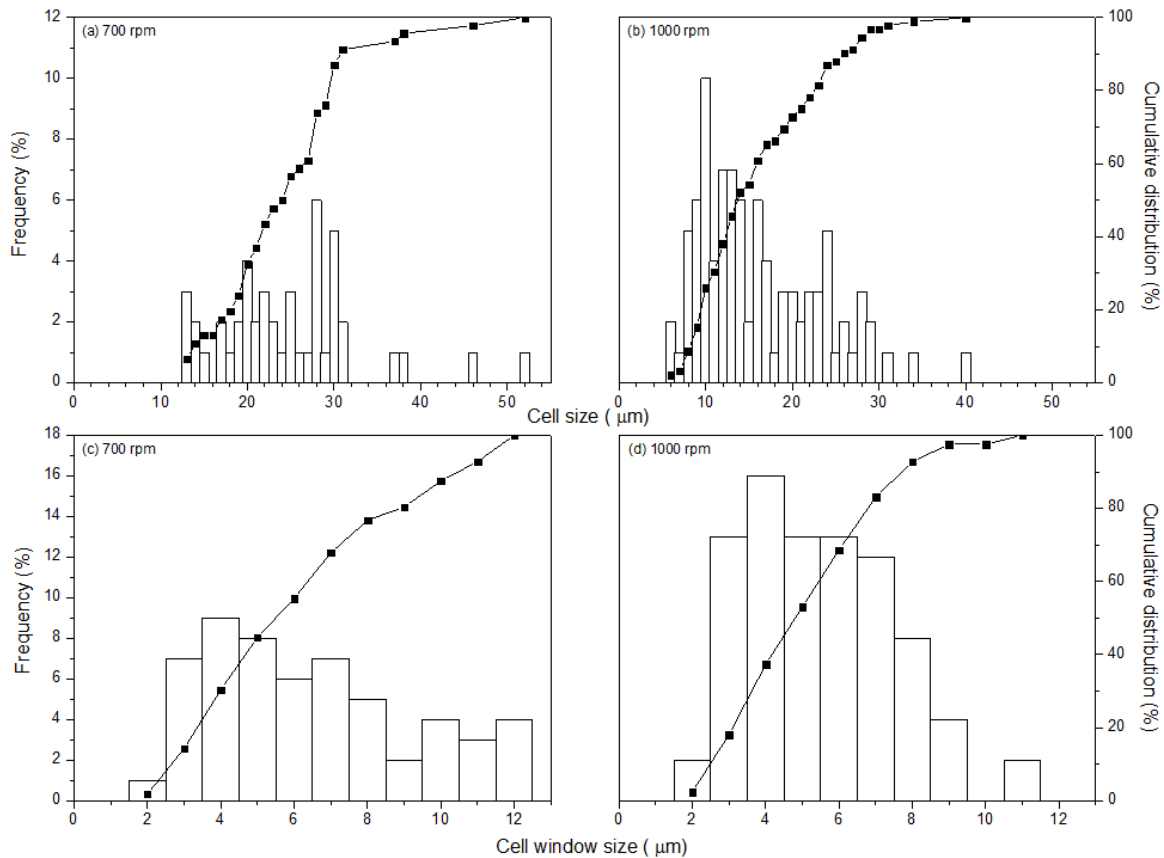 (a) 700 rpm
12
10
8
6
4
2
0
Frequency (%)
0 10 20 30 40 50
(b) 1000 rpm
100
80
60
40
20
0
Cumulative distribution (%)
0 10 20 30 40 50
Cell size ( μm)
(c) 700 rpm
18
16
14
12
10
8
6
4
2
0
Frequency (%)
0 2 4 6 8 10 12
(d) 1000 rpm
100
80
60
40
20
0
Cumulative distribution (%)
0 2 4 6 8 10 12
Cell window size ( μm)